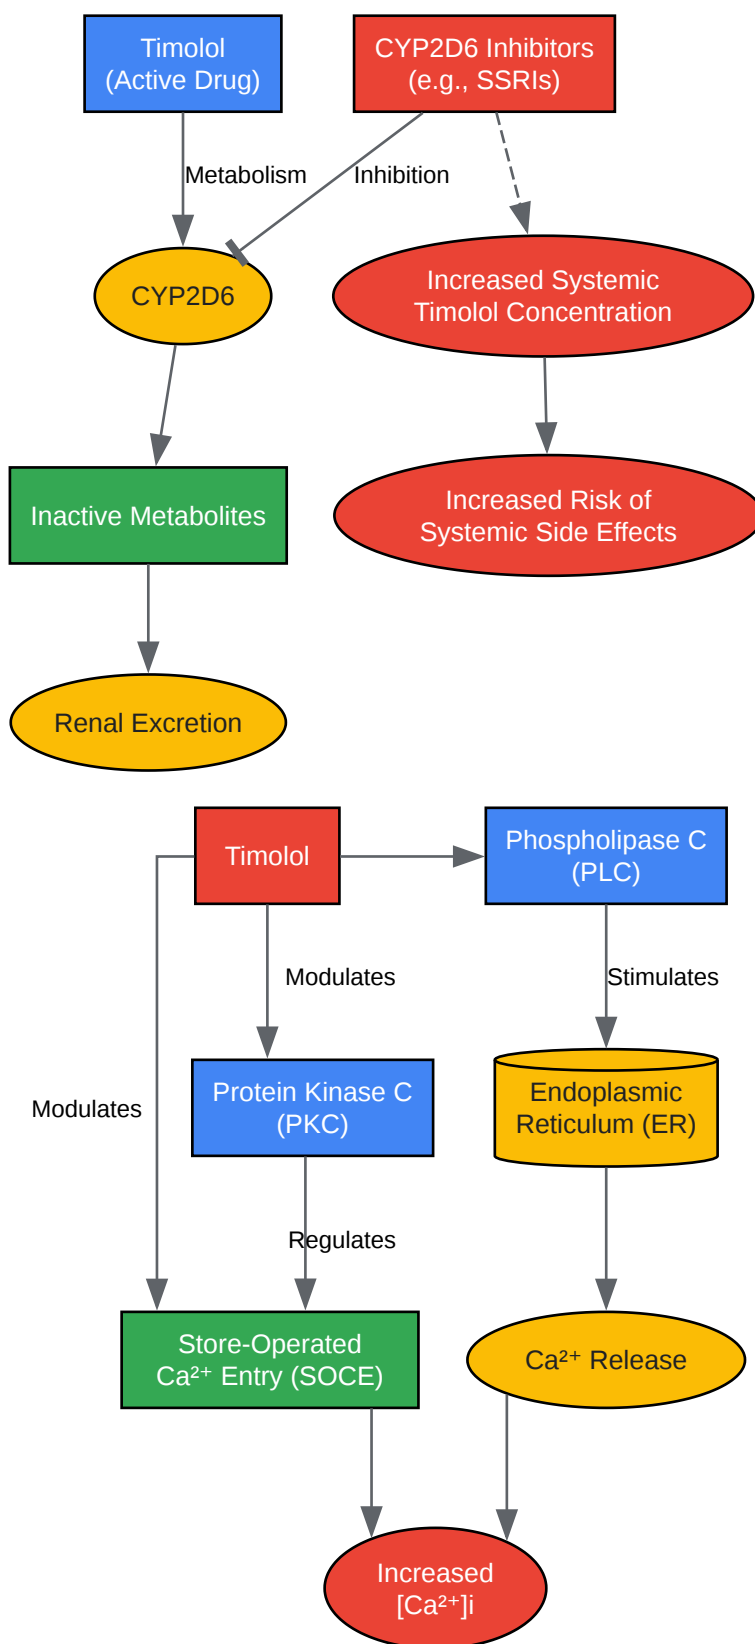 Timolol
(Active Drug)
CYP2D6 Inhibitors
(e.g., SSRIs)
Metabolism
Inhibition
CYP2D6
Increased Systemic
Timolol Concentration
Inactive Metabolites
Increased Risk of
Systemic Side Effects
Renal Excretion
Timolol
Phospholipase C
(PLC)
Modulates
Stimulates
Modulates
Protein Kinase C
(PKC)
Endoplasmic
Reticulum (ER)
Regulates
Store-Operated
Ca²⁺ Entry (SOCE)
Ca²⁺ Release
Increased
[Ca²⁺]i